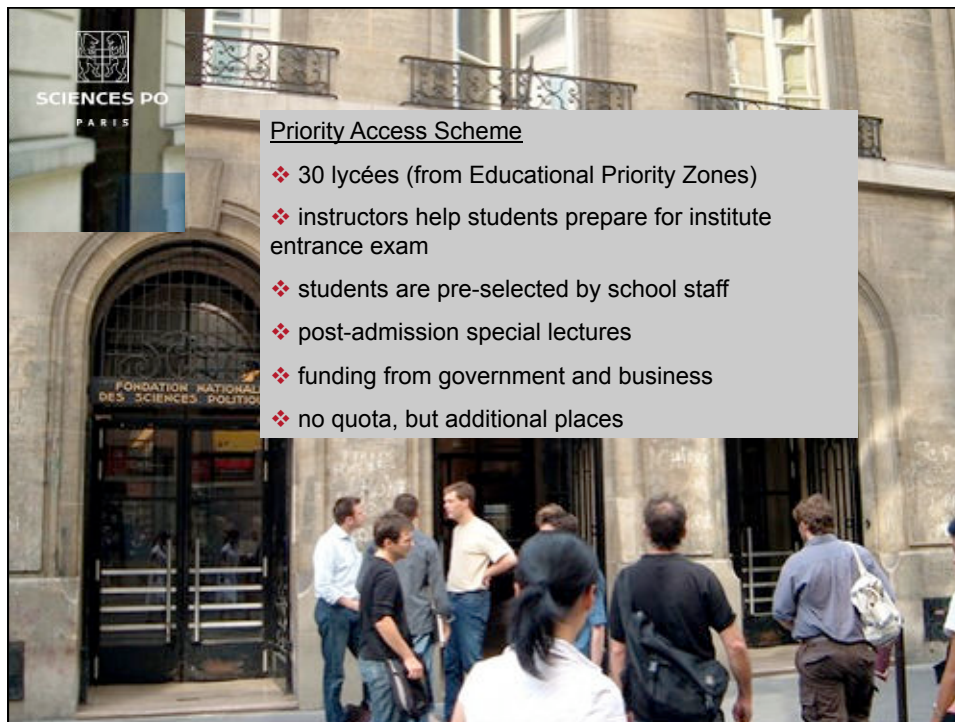 SCIENCES PO
PARIS
Priority Access Scheme
❖ 30 lycées (from Educational Priority Zones)
❖ instructors help students prepare for institute
entrance exam
❖ students are pre-selected by school staff
❖ post-admission special lectures
❖ funding from government and business
❖ no quota, but additional places
FONDATION NATIONALE
DES SCIENCES POLITIQU